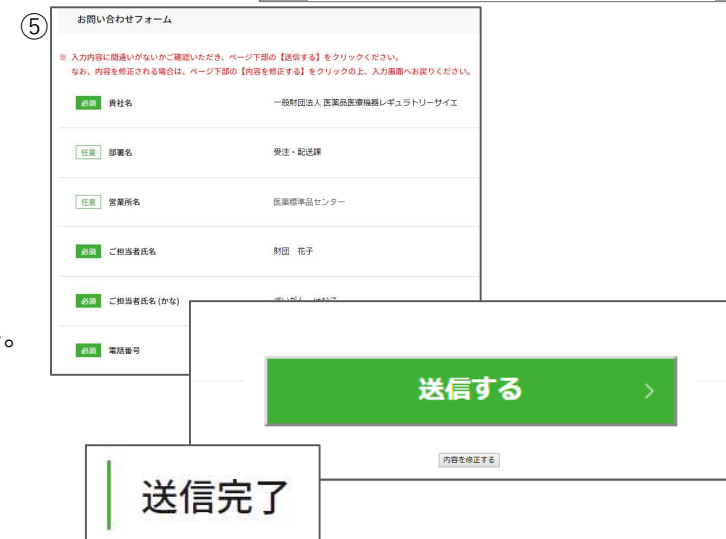 ⑤
お問い合わせフォーム
※ 入力内容に間違いがないかご確認いただき、ページ下部の【送信する】をクリックください。
なお、内容を修正される場合は、ページ下部の【内容を修正する】をクリックの上、入力画面へお戻りください。
必須 貴社名 一般財団法人 医薬品医療機器レギュラトリーサイエ
任意 部署名 受注・配送課
任意 営業所名 医薬標準品センター
必須 ご担当者氏名 財団 花子
必須 ご担当者氏名 (かな)
。
必須 電話番号
送信する
内容を修正する
送信完了